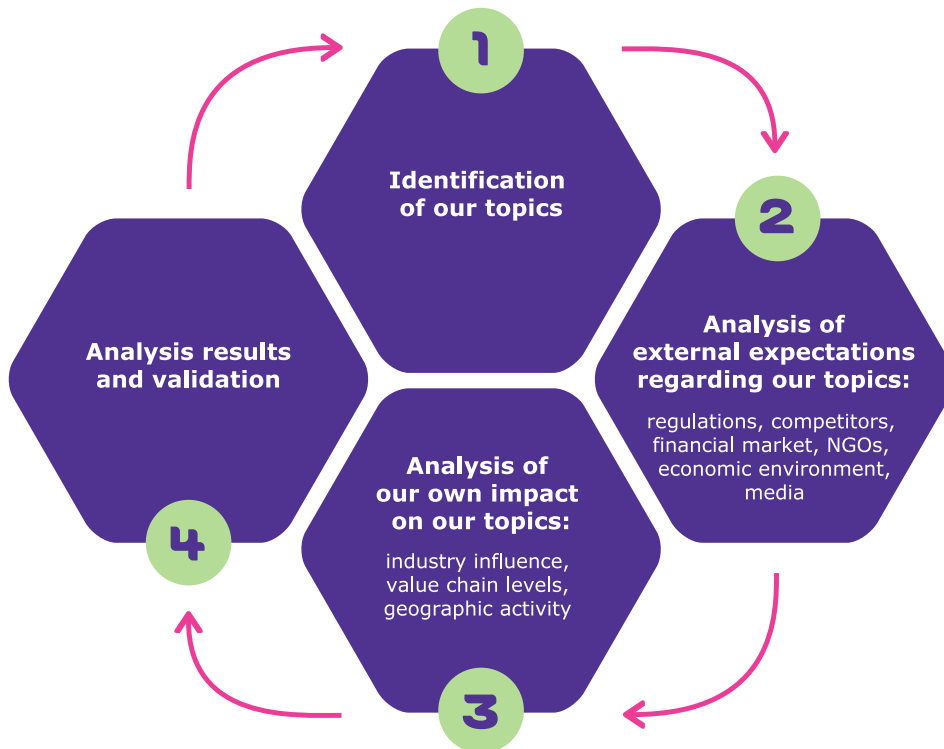 1
Identification
of our topics
2
Analysis of
external expectations
regarding our topics:
regulations, competitors,
financial market, NGOs,
economic environment,
media
Analysis of
our own impact
on our topics:
industry influence,
value chain levels,
geographic activity
3
Analysis results
and validation
4